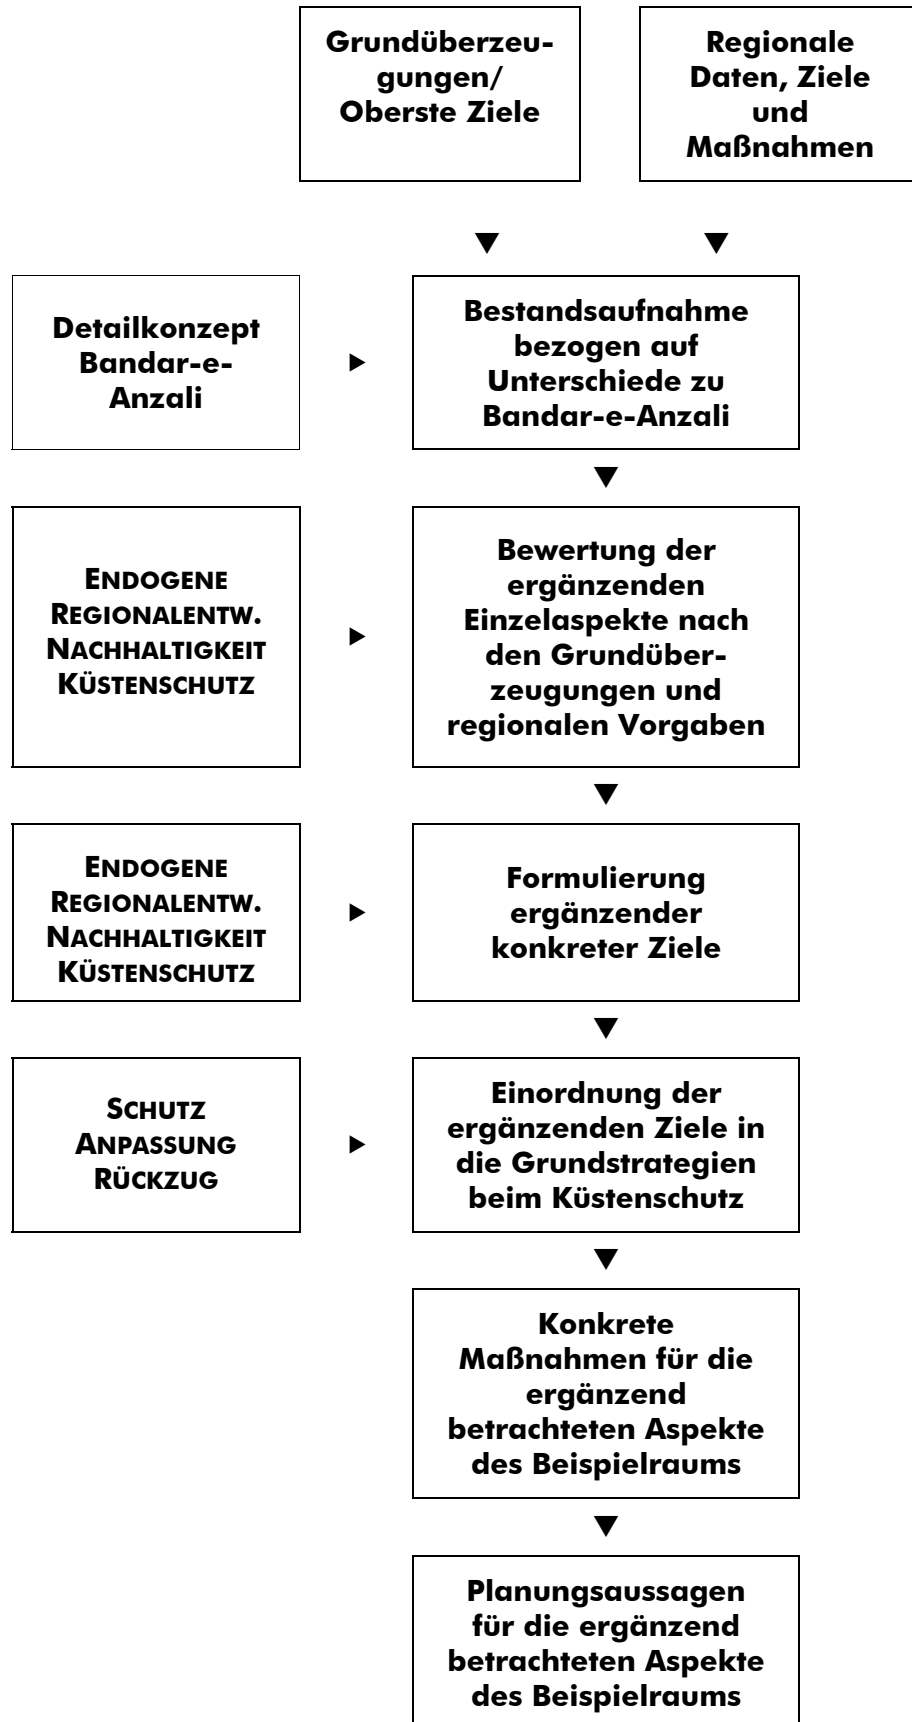 Grundüberzeu-
gungen/
Oberste Ziele
Regionale
Daten, Ziele
und
Maßnahmen
Detailkonzept
Bandar-e-
Anzali
Bestandsaufnahme
bezogen auf
Unterschiede zu
Bandar-e-Anzali
ENDOGENE
REGIONALENTW.
NACHHALTIGKEIT
KÜSTENSCHUTZ
Bewertung der
ergänzenden
Einzelaspekte nach
den Grundüber-
zeugungen und
regionalen Vorgaben
ENDOGENE
REGIONALENTW.
NACHHALTIGKEIT
KÜSTENSCHUTZ
Formulierung
ergänzender
konkreter Ziele
SCHUTZ
ANPASSUNG
RÜCKZUG
Einordnung der
ergänzenden Ziele in
die Grundstrategien
beim Küstenschutz
Konkrete
Maßnahmen für die
ergänzend
betrachteten Aspekte
des Beispielraums
Planungsaussagen
für die ergänzend
betrachteten Aspekte
des Beispielraums